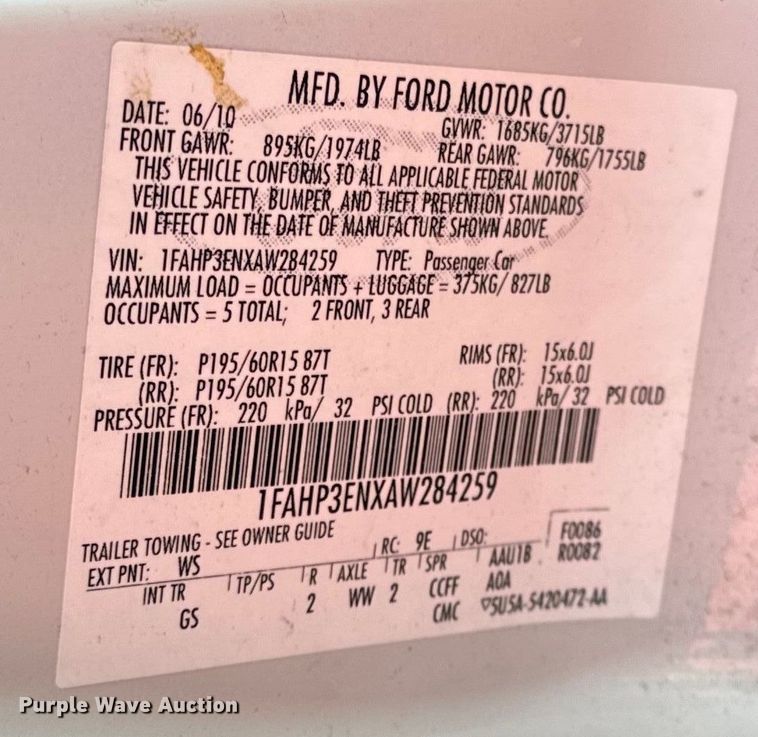 MFD. BY FORD MOTOR CO.
DATE: 06/10 GVWR: 1685KG/3715LB
FRONT GAWR: 895KG/1974LB REAR GAWR: 796KG/1755LB
THIS VEHICLE CONFORMS TO ALL APPLICABLE FEDERAL MOTOR
VEHICLE SAFETY, BUMPER, AND THEFT PREVENTION STANDARDS
IN EFFECT ON THE DATE OF MANUFACTURE SHOWN ABOVE.
VIN: 1FAHP3ENXAW284259 TYPE: Passenger Car
MAXIMUM LOAD = OCCUPANTS + LUGGAGE = 375KG/ 827LB
OCCUPANTS = 5 TOTAL; 2 FRONT, 3 REAR
TIRE (FR): P195/60R15 87T RIMS (FR): 15x6.0J
(RR): P195/60R15 87T (RR): 15x6.0J
PRESSURE (FR): 220 kPa/ 32 PSI COLD (RR): 220 kPa/ 32 PSI COLD
1FAHP3ENXAW284259
TRAILER TOWING - SEE OWNER GUIDE
EXT PNT: WS RC: 9E DSO: F0086
INT TR TP/PS R AXLE TR SPR AAU1B R0082
GS 2 WW 2 CCFF AOA
CMC ▽5U5A-5420472-AA
Purple Wave Auction